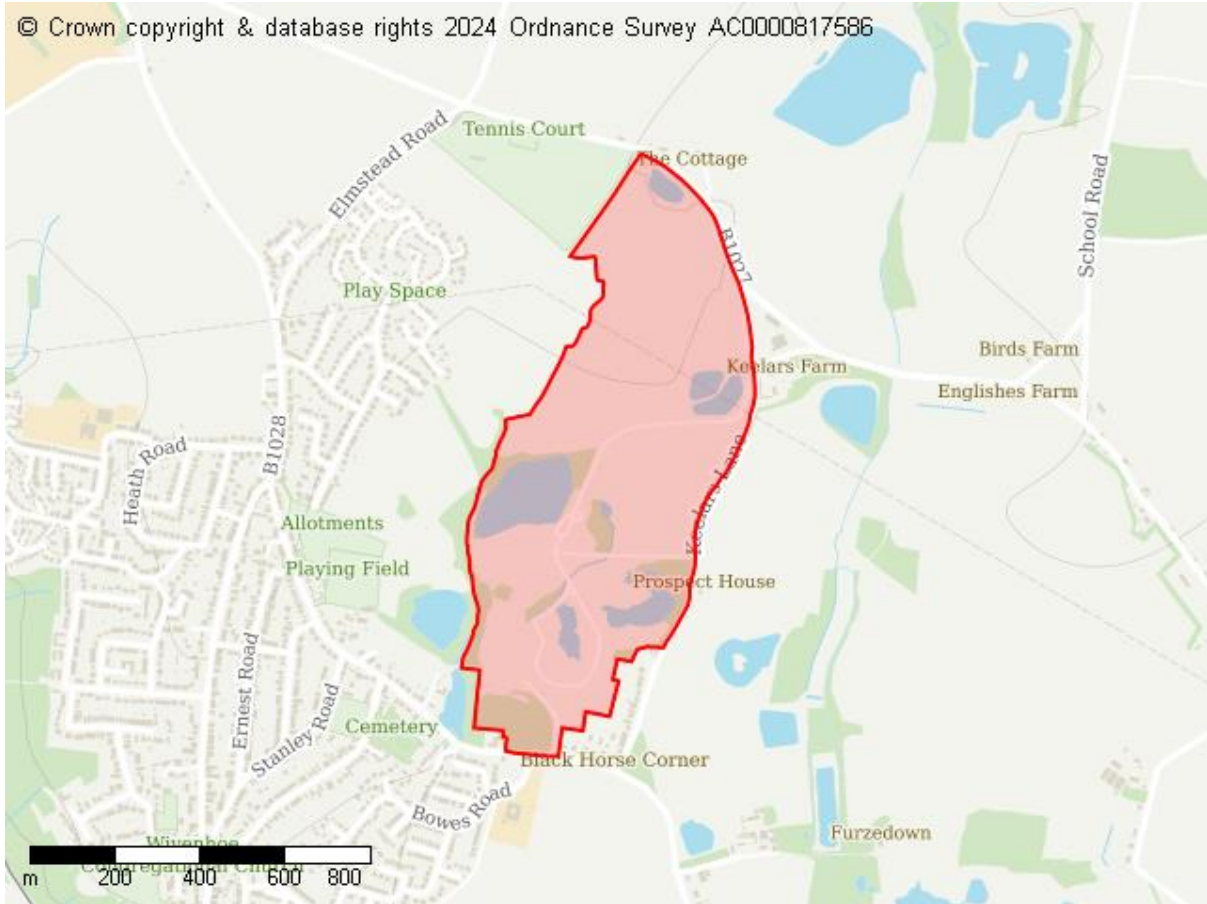 © Crown copyright & database rights 2024 Ordnance Survey AC0000817586
Tennis Court
The Cottage
Elmstead Road
School Road
B1027
Play Space
Birds Farm
Keelars Farm
Englishes Farm
B1028
Heath Road
Keelars Lane
Allotments
Playing Field
Prospect House
Ernest Road
Stanley Road
Cemetery
Black Horse Corner
Bowes Road
Furzedown
Wivenhoe
Congregational Church
m 200 400 600 800